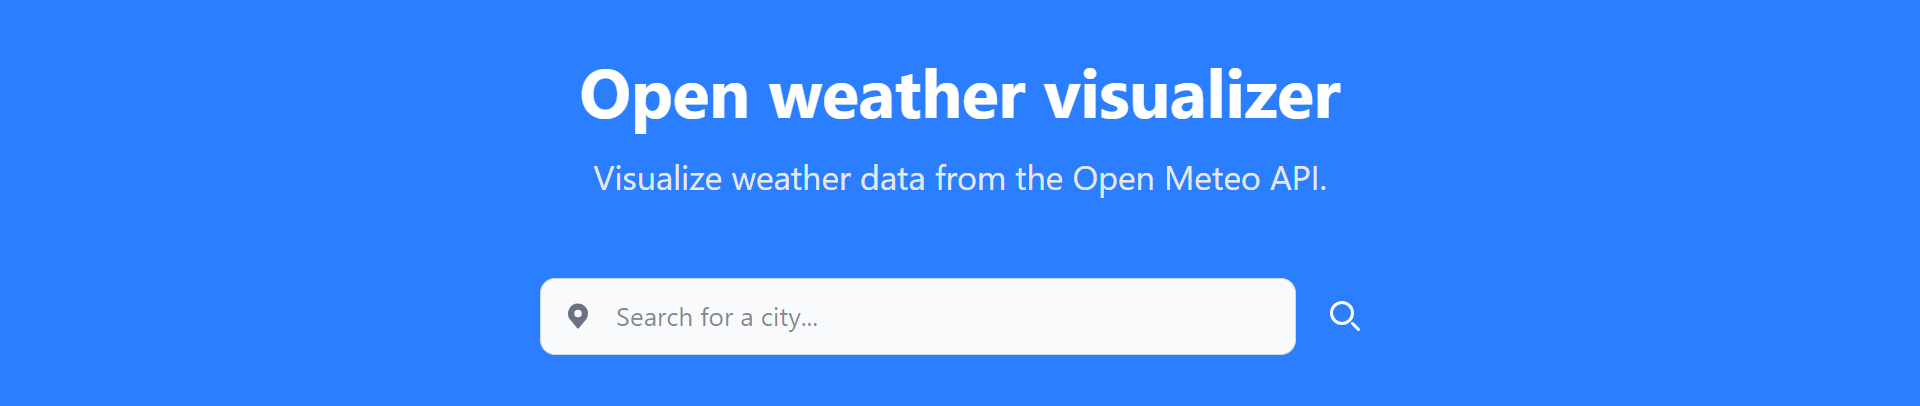 Open weather visualizer
Visualize weather data from the Open Meteo API.
Search for a city...